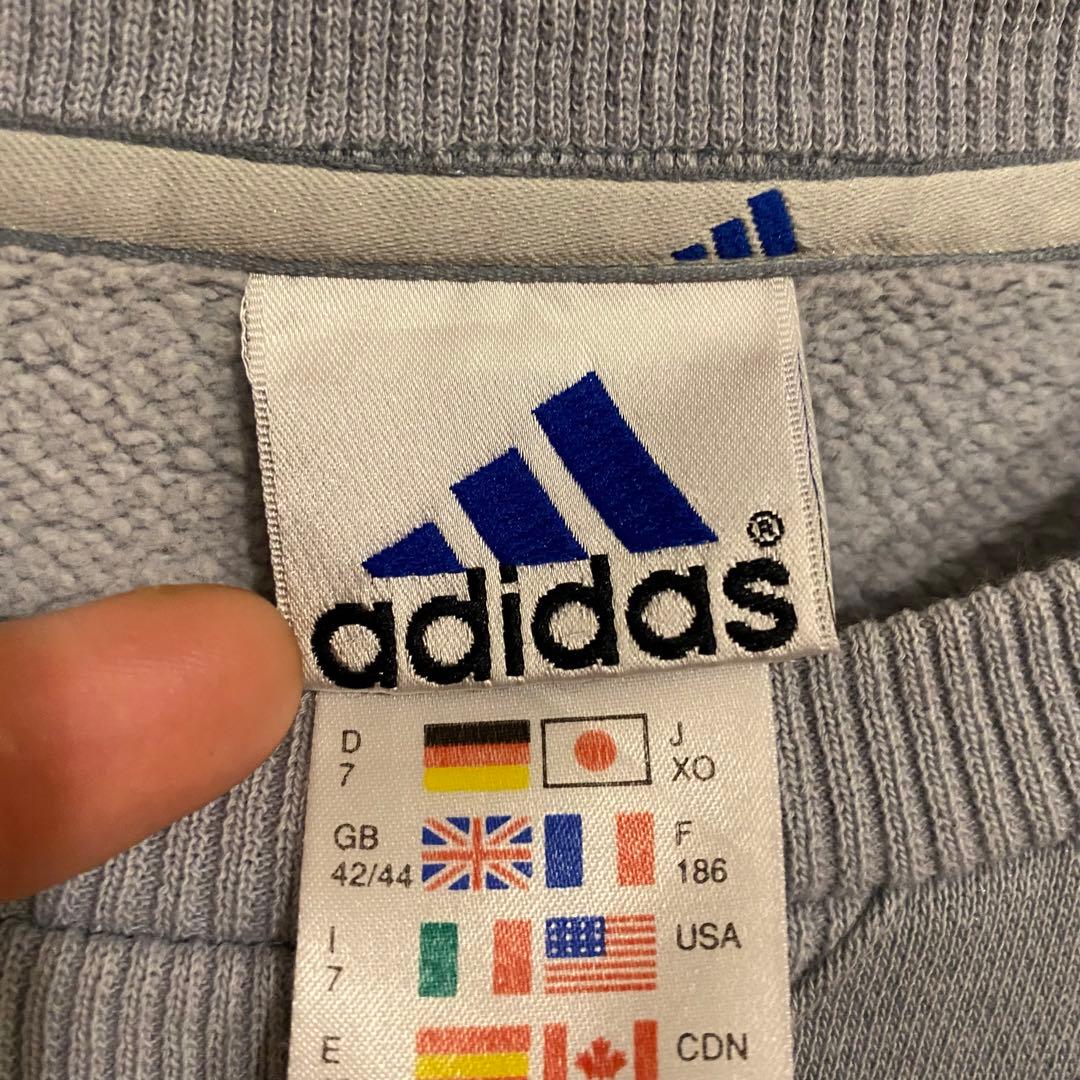 adidas®
D J
7 XO
GB F
42/44 186
I USA
7
E CDN